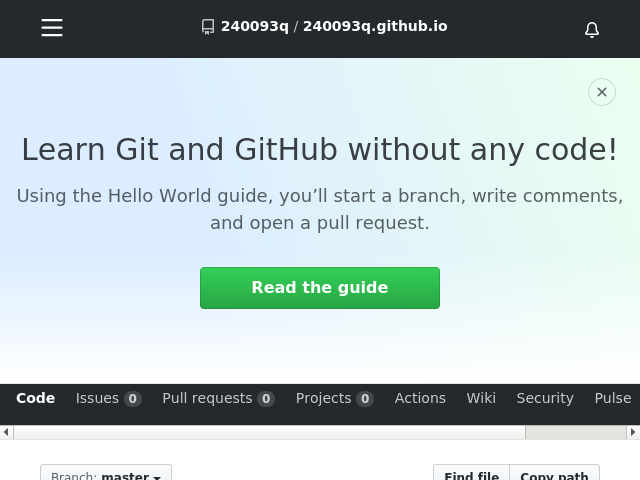 240093q / 240093q.github.io
Learn Git and GitHub without any code!
Using the Hello World guide, you’ll start a branch, write comments,
and open a pull request.
Read the guide
Code Issues 0 Pull requests 0 Projects 0 Actions Wiki Security Pulse
Branch: master Find file Copy path